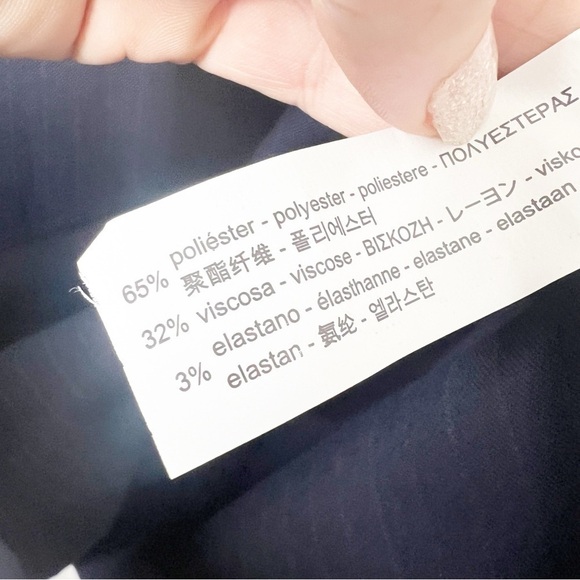 65% poliéster - polyester - poliestere - ΠΟΛΥΕΣΤΕΡΑΣ
聚酯纤维 - 폴리에스터
32% viscosa - viscose - ΒΙΣΚΟΖΗ - レーヨン - visko
3% elastano - élasthanne - elastane - elastaan
elastan - 氨纶 - 엘라스탄